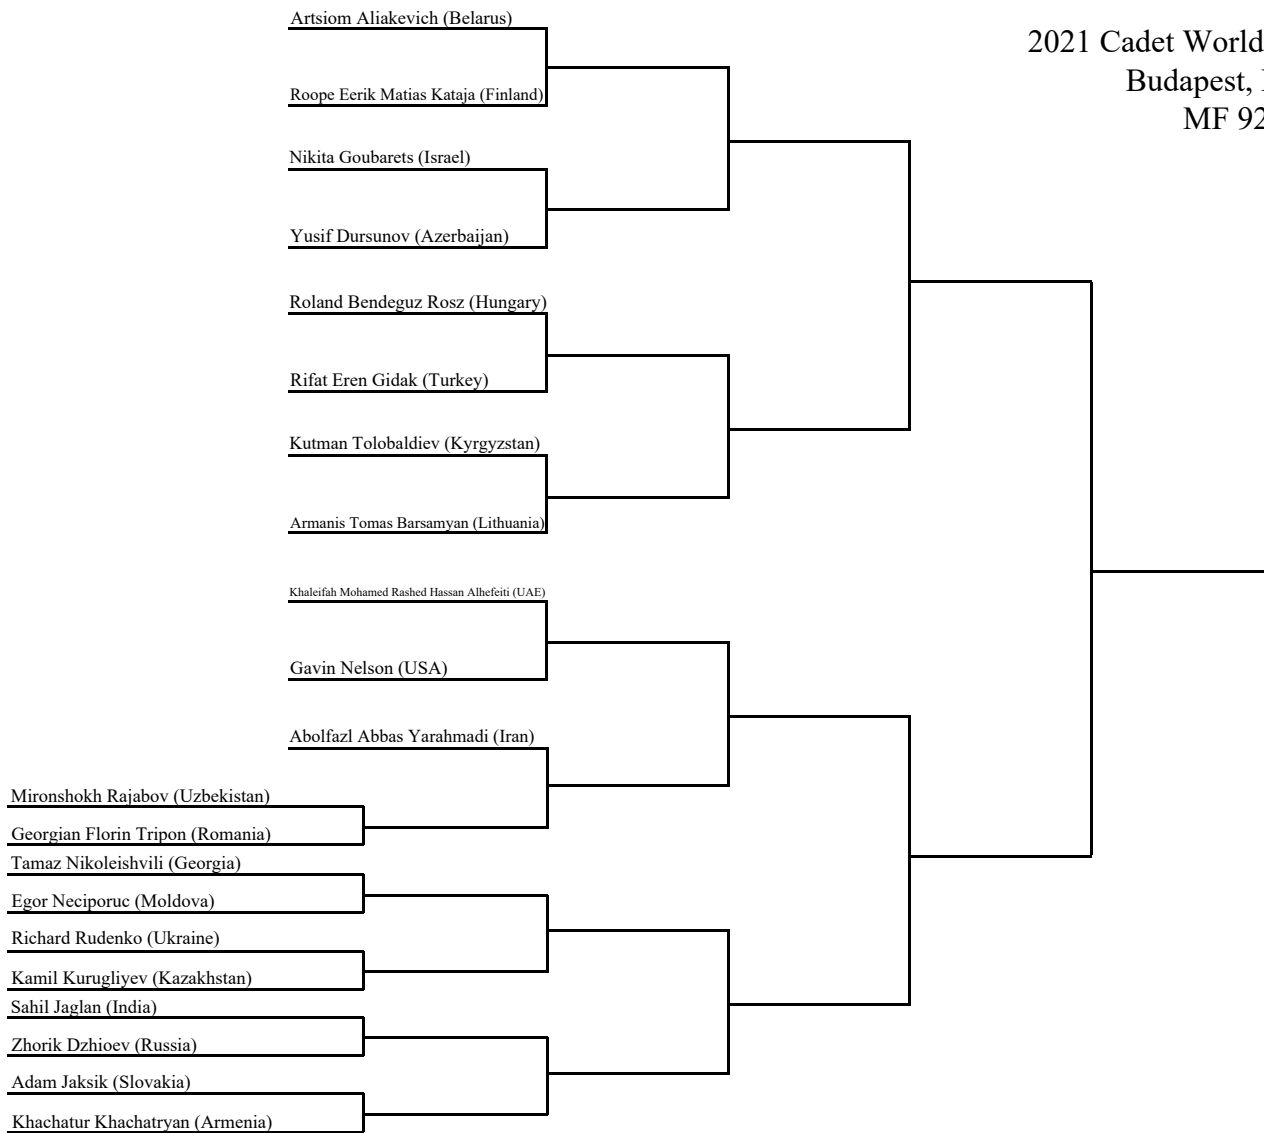 Artsiom Aliakevich (Belarus)
2021 Cadet World
Budapest,
MF 92
Roope Eerik Matias Kataja (Finland)
Nikita Goubarets (Israel)
Yusif Dursunov (Azerbaijan)
Roland Bendeguz Rosz (Hungary)
Rifat Eren Gidak (Turkey)
Kutman Tolobaldiev (Kyrgyzstan)
Armanis Tomas Barsamyan (Lithuania)
Khaleifah Mohamed Rashed Hassan Alhefeiti (UAE)
Gavin Nelson (USA)
Abolfazl Abbas Yarahmadi (Iran)
Mironshokh Rajabov (Uzbekistan)
Georgian Florin Tripon (Romania)
Tamaz Nikoleishvili (Georgia)
Egor Neciporuc (Moldova)
Richard Rudenko (Ukraine)
Kamil Kurugliyev (Kazakhstan)
Sahil Jaglan (India)
Zhorik Dzhioev (Russia)
Adam Jaksik (Slovakia)
Khachatur Khachatryan (Armenia)